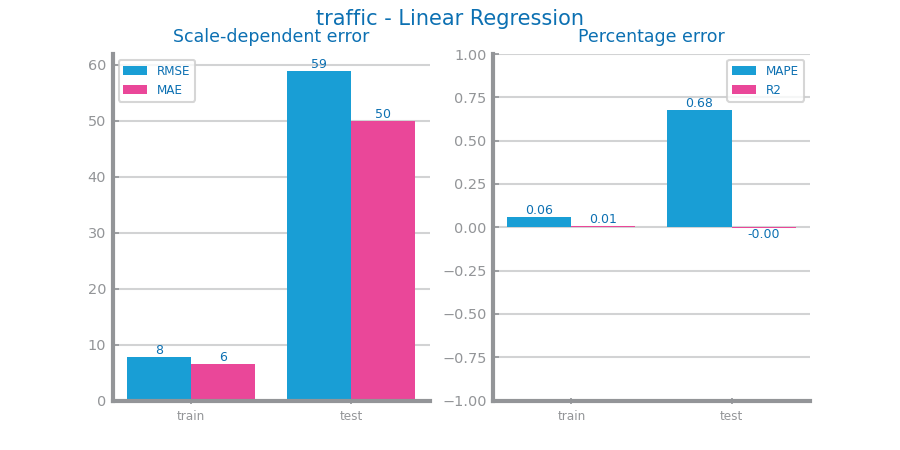 traffic - Linear Regression
Scale-dependent error
60
50
40
30
20
10
0
RMSE
MAE
8
6
59
50
train
test
Percentage error
1.00
0.75
0.50
0.25
0.00
−0.25
−0.50
−0.75
−1.00
MAPE
R2
0.06
0.01
0.68
-0.00
train
test